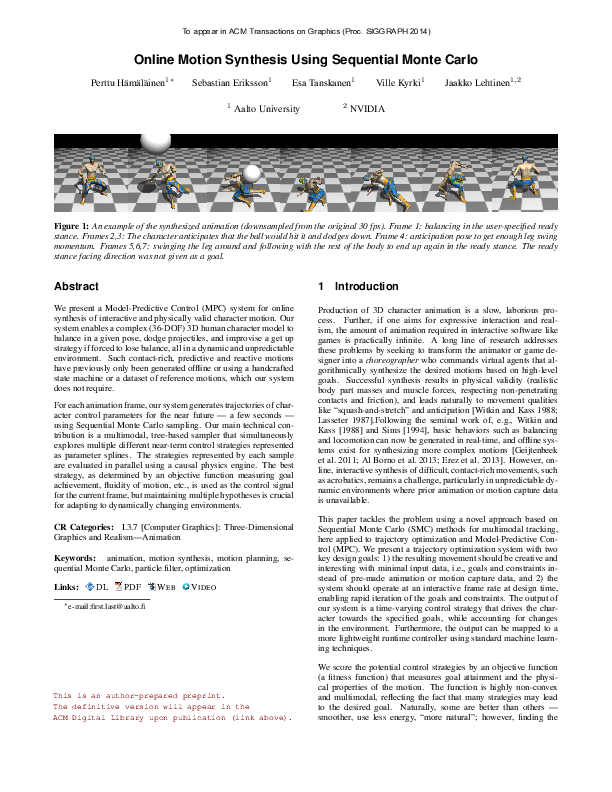 To appear in ACM Transactions on Graphics (Proc. SIGGRAPH 2014)
Online Motion Synthesis Using Sequential Monte Carlo
Perttu Hämäläinen1* Sebastian Eriksson1 Esa Tanskanen1 Ville Kyrki1 Jaakko Lehtinen1,2
1 Aalto University 2 NVIDIA
Figure 1: An example of the synthesized animation (downsampled from the original 30 fps). Frame 1: balancing in the user-specified ready
stance. Frames 2,3: The character anticipates that the ball would hit it and dodges down. Frame 4: anticipation pose to get enough leg swing
momentum. Frames 5,6,7: swinging the leg around and following with the rest of the body to end up again in the ready stance. The ready
stance facing direction was not given as a goal.
Abstract
We present a Model-Predictive Control (MPC) system for online
synthesis of interactive and physically valid character motion. Our
system enables a complex (36-DOF) 3D human character model to
balance in a given pose, dodge projectiles, and improvise a get up
strategy if forced to lose balance, all in a dynamic and unpredictable
environment. Such contact-rich, predictive and reactive motions
have previously only been generated offline or using a handcrafted
state machine or a dataset of reference motions, which our system
does not require.
For each animation frame, our system generates trajectories of char-
acter control parameters for the near future — a few seconds —
using Sequential Monte Carlo sampling. Our main technical con-
tribution is a multimodal, tree-based sampler that simultaneously
explores multiple different near-term control strategies represented
as parameter splines. The strategies represented by each sample
are evaluated in parallel using a causal physics engine. The best
strategy, as determined by an objective function measuring goal
achievement, fluidity of motion, etc., is used as the control signal
for the current frame, but maintaining multiple hypotheses is crucial
for adapting to dynamically changing environments.
CR Categories: I.3.7 [Computer Graphics]: Three-Dimensional
Graphics and Realism—Animation
Keywords: animation, motion synthesis, motion planning, se-
quential Monte Carlo, particle filter, optimization
Links: DL PDF WEB VIDEO
*e-mail:first.last@aalto.fi
This is an author-prepared preprint.
The definitive version will appear in the
ACM Digital Library upon publication (link above).
1 Introduction
Production of 3D character animation is a slow, laborious pro-
cess. Further, if one aims for expressive interaction and real-
ism, the amount of animation required in interactive software like
games is practically infinite. A long line of research addresses
these problems by seeking to transform the animator or game de-
signer into a choreographer who commands virtual agents that al-
gorithmically synthesize the desired motions based on high-level
goals. Successful synthesis results in physical validity (realistic
body part masses and muscle forces, respecting non-penetrating
contacts and friction), and leads naturally to movement qualities
like “squash-and-stretch” and anticipation [Witkin and Kass 1988;
Lasseter 1987].Following the seminal work of, e.g., Witkin and
Kass [1988] and Sims [1994], basic behaviors such as balancing
and locomotion can now be generated in real-time, and offline sys-
tems exist for synthesizing more complex motions [Geijtenbeek
et al. 2011; Al Borno et al. 2013; Erez et al. 2013]. However, on-
line, interactive synthesis of difficult, contact-rich movements, such
as acrobatics, remains a challenge, particularly in unpredictable dy-
namic environments where prior animation or motion capture data
is unavailable.
This paper tackles the problem using a novel approach based on
Sequential Monte Carlo (SMC) methods for multimodal tracking,
here applied to trajectory optimization and Model-Predictive Con-
trol (MPC). We present a trajectory optimization system with two
key design goals: 1) the resulting movement should be creative and
interesting with minimal input data, i.e., goals and constraints in-
stead of pre-made animation or motion capture data, and 2) the
system should operate at an interactive frame rate at design time,
enabling rapid iteration of the goals and constraints. The output of
our system is a time-varying control strategy that drives the char-
acter towards the specified goals, while accounting for changes
in the environment. Furthermore, the output can be mapped to a
more lightweight runtime controller using standard machine learn-
ing techniques.
We score the potential control strategies by an objective function
(a fitness function) that measures goal attainment and the physi-
cal properties of the motion. The function is highly non-convex
and multimodal, reflecting the fact that many strategies may lead
to the desired goal. Naturally, some are better than others —
smoother, use less energy, “more natural”; however, finding the